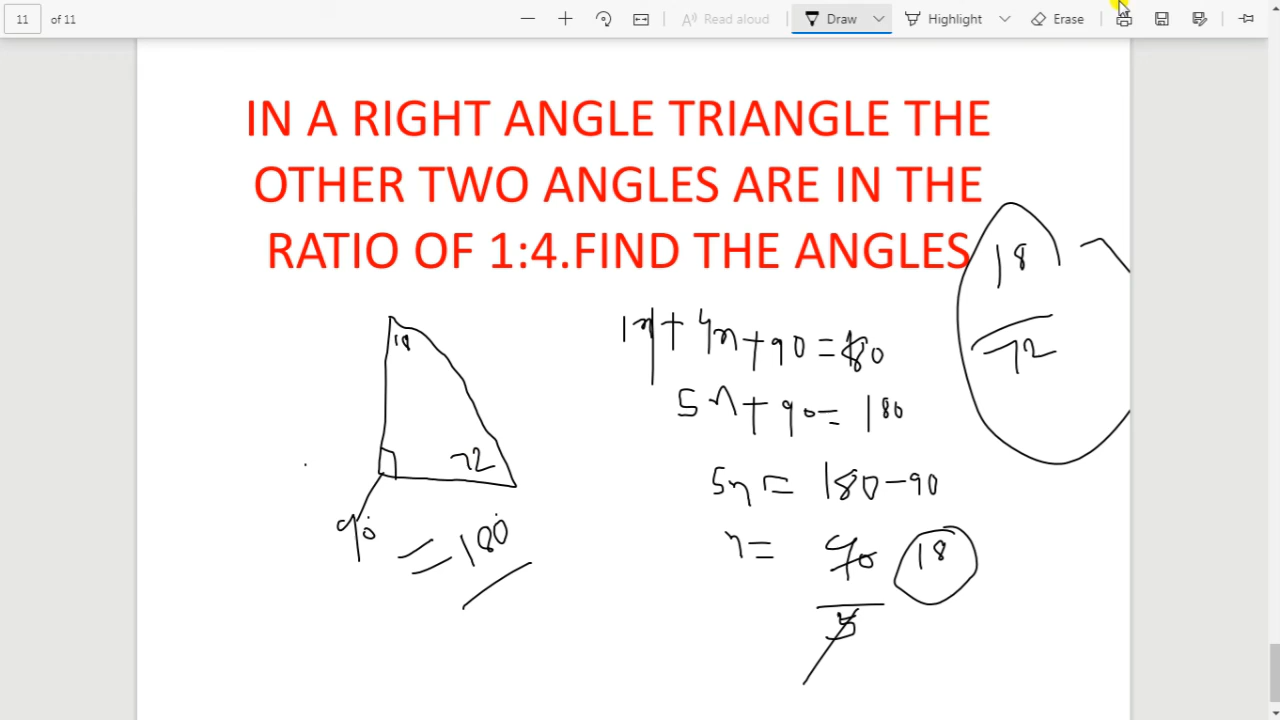 11 of 11
Read aloud
Draw
Highlight
Erase
IN A RIGHT ANGLE TRIANGLE THE
OTHER TWO ANGLES ARE IN THE
RATIO OF 1:4.FIND THE ANGLES
18
72
90°
=180°
1x+4x+90=180
5x+90=180
5x=180-90
x=90
5
18
18
72